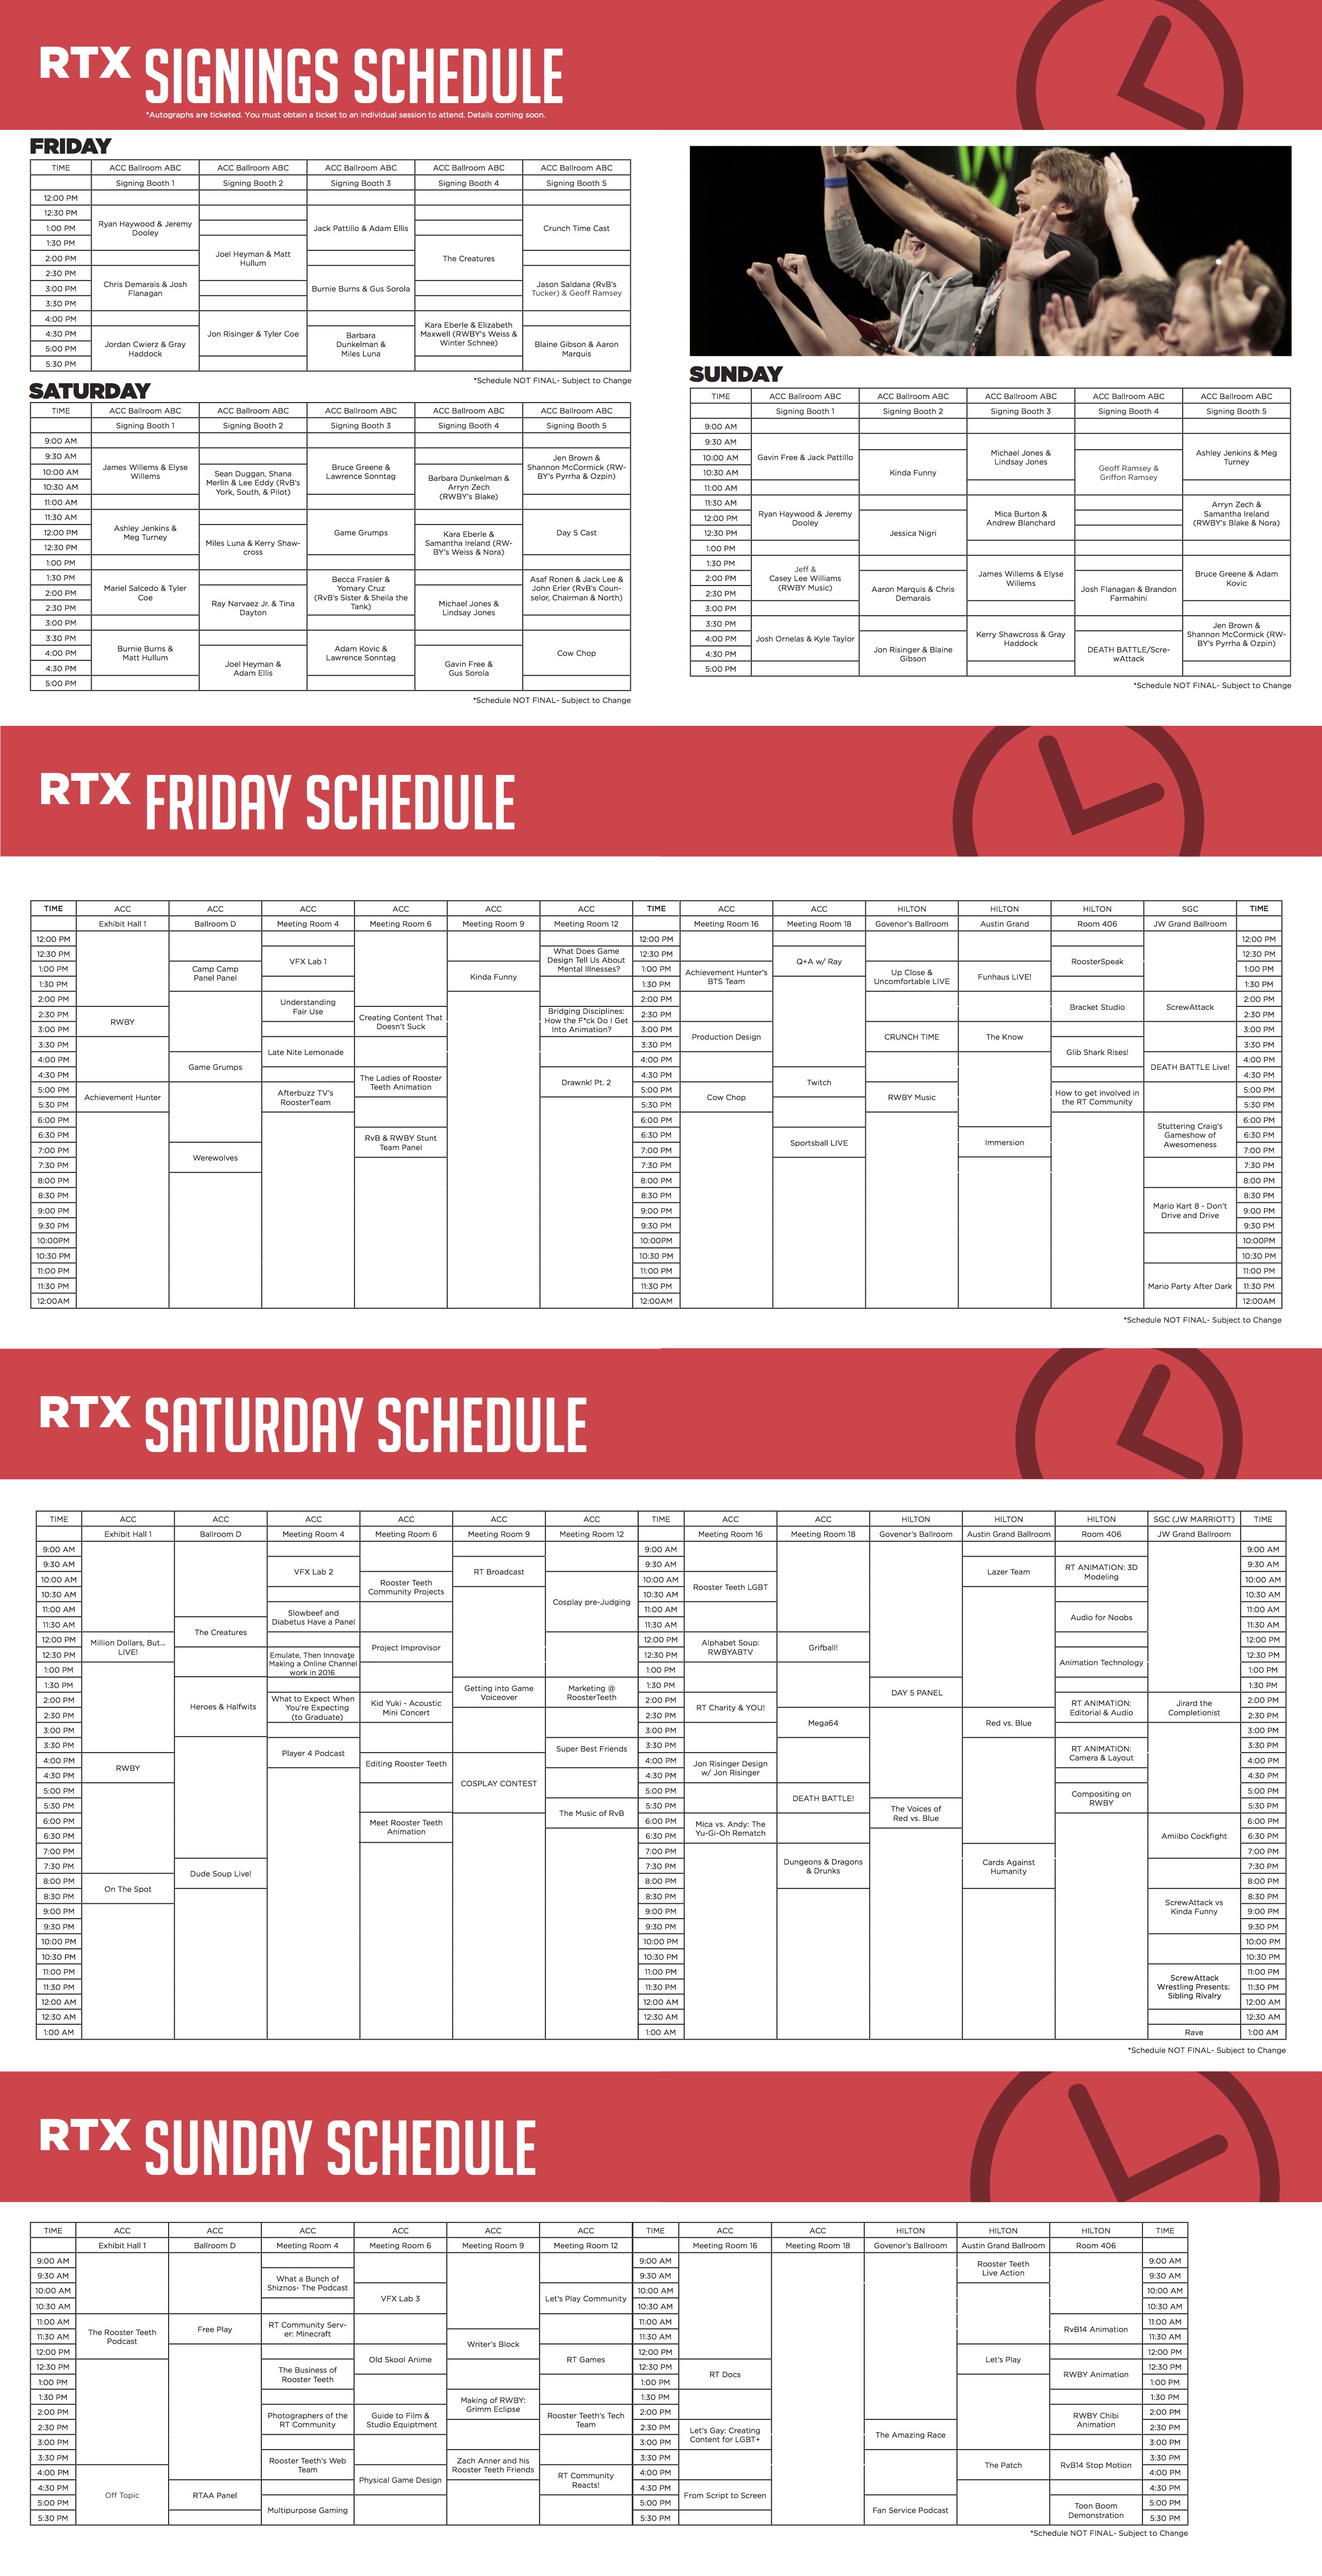 RTX SIGNINGS SCHEDULE
*Autographs are ticketed. You must obtain a ticket to an individual session to attend. Details coming soon.
FRIDAY
TIME ACC Ballroom ABC ACC Ballroom ABC ACC Ballroom ABC ACC Ballroom ABC ACC Ballroom ABC
Signing Booth 1 Signing Booth 2 Signing Booth 3 Signing Booth 4 Signing Booth 5
12:00 PM
12:30 PM
1:00 PM
1:30 PM
2:00 PM
2:30 PM
3:00 PM
3:30 PM
4:00 PM
4:30 PM
5:00 PM
5:30 PM
Ryan Haywood & Jeremy
Dooley
Chris Demarais & Josh
Flanagan
Jordan Cwierz & Gray
Haddock
Joel Heyman & Matt
Hullum
Jon Risinger & Tyler Coe
Jack Pattillo & Adam Ellis
Burnie Burns & Gus Sorola
Barbara
Dunkelman &
Miles Luna
The Creatures
Kara Eberle & Elizabeth
Maxwell (RWBY's Weiss &
Winter Schnee)
Crunch Time Cast
Jason Saldana (RvB's
Tucker) & Geoff Ramsey
Blaine Gibson & Aaron
Marquis
*Schedule NOT FINAL- Subject to Change
SATURDAY
TIME ACC Ballroom ABC ACC Ballroom ABC ACC Ballroom ABC ACC Ballroom ABC ACC Ballroom ABC
Signing Booth 1 Signing Booth 2 Signing Booth 3 Signing Booth 4 Signing Booth 5
9:00 AM
9:30 AM
10:00 AM
10:30 AM
11:00 AM
11:30 AM
12:00 PM
12:30 PM
1:00 PM
1:30 PM
2:00 PM
2:30 PM
3:00 PM
3:30 PM
4:00 PM
4:30 PM
5:00 PM
James Willems & Elyse
Willems
Ashley Jenkins &
Meg Turney
Mariel Salcedo & Tyler
Coe
Burnie Burns &
Matt Hullum
Sean Duggan, Shana
Merlin & Lee Eddy (RvB's
York, South, & Pilot)
Miles Luna & Kerry Shaw-
cross
Ray Narvaez Jr. & Tina
Dayton
Joel Heyman &
Adam Ellis
Bruce Greene &
Lawrence Sonntag
Game Grumps
Becca Frasier &
Yomary Cruz
(RvB's Sister & Sheila the
Tank)
Adam Kovic &
Lawrence Sonntag
Barbara Dunkelman &
Arryn Zech
(RWBY's Blake)
Kara Eberle &
Samantha Ireland (RW-
BY's Weiss & Nora)
Michael Jones &
Lindsay Jones
Gavin Free &
Gus Sorola
Jen Brown &
Shannon McCormick (RW-
BY's Pyrrha & Ozpin)
Day 5 Cast
Asaf Ronen & Jack Lee &
John Erler (RvB's Coun-
selor, Chairman & North)
Cow Chop
*Schedule NOT FINAL- Subject to Change
SUNDAY
TIME ACC Ballroom ABC ACC Ballroom ABC ACC Ballroom ABC ACC Ballroom ABC ACC Ballroom ABC
Signing Booth 1 Signing Booth 2 Signing Booth 3 Signing Booth 4 Signing Booth 5
9:00 AM
9:30 AM
10:00 AM
10:30 AM
11:00 AM
11:30 AM
12:00 PM
12:30 PM
1:00 PM
1:30 PM
2:00 PM
2:30 PM
3:00 PM
3:30 PM
4:00 PM
4:30 PM
5:00 PM
Gavin Free & Jack Pattillo
Ryan Haywood & Jeremy
Dooley
Jeff &
Casey Lee Williams
(RWBY Music)
Josh Ornelas & Kyle Taylor
Kinda Funny
Jessica Nigri
Aaron Marquis & Chris
Demarais
Jon Risinger & Blaine
Gibson
Michael Jones &
Lindsay Jones
Mica Burton &
Andrew Blanchard
James Willems & Elyse
Willems
Kerry Shawcross & Gray
Haddock
Geoff Ramsey &
Griffon Ramsey
Josh Flanagan & Brandon
Farmahini
DEATH BATTLE/Scre-
wAttack
Ashley Jenkins & Meg
Turney
Arryn Zech &
Samantha Ireland
(RWBY's Blake & Nora)
Bruce Greene & Adam
Kovic
Jen Brown &
Shannon McCormick (RW-
BY's Pyrrha & Ozpin)
*Schedule NOT FINAL- Subject to Change
RTX FRIDAY SCHEDULE
TIME ACC ACC ACC ACC ACC ACC TIME ACC ACC HILTON HILTON HILTON SGC TIME
Exhibit Hall 1 Ballroom D Meeting Room 4 Meeting Room 6 Meeting Room 9 Meeting Room 12 Meeting Room 16 Meeting Room 18 Govenor's Ballroom Austin Grand Room 406 JW Grand Ballroom
12:00 PM 12:00 PM 12:00 PM
12:30 PM 12:30 PM 12:30 PM
1:00 PM 1:00 PM 1:00 PM
1:30 PM 1:30 PM 1:30 PM
2:00 PM 2:00 PM 2:00 PM
2:30 PM 2:30 PM 2:30 PM
3:00 PM 3:00 PM 3:00 PM
3:30 PM 3:30 PM 3:30 PM
4:00 PM 4:00 PM 4:00 PM
4:30 PM 4:30 PM 4:30 PM
5:00 PM 5:00 PM 5:00 PM
5:30 PM 5:30 PM 5:30 PM
6:00 PM 6:00 PM 6:00 PM
6:30 PM 6:30 PM 6:30 PM
7:00 PM 7:00 PM 7:00 PM
7:30 PM 7:30 PM 7:30 PM
8:00 PM 8:00 PM 8:00 PM
8:30 PM 8:30 PM 8:30 PM
9:00 PM 9:00 PM 9:00 PM
9:30 PM 9:30 PM 9:30 PM
10:00PM 10:00PM 10:00PM
10:30 PM 10:30 PM 10:30 PM
11:00 PM 11:00 PM 11:00 PM
11:30 PM 11:30 PM 11:30 PM
12:00AM 12:00AM 12:00AM
RWBY
Achievement Hunter
Camp Camp
Panel Panel
Game Grumps
Werewolves
VFX Lab 1
Understanding
Fair Use
Late Nite Lemonade
Afterbuzz TV's
RoosterTeam
Creating Content That
Doesn't Suck
The Ladies of Rooster
Teeth Animation
RvB & RWBY Stunt
Team Panel
Kinda Funny
What Does Game
Design Tell Us About
Mental Illnesses?
Bridging Disciplines:
How the F*ck Do I Get
Into Animation?
Drawnk! Pt. 2
Achievement Hunter's
BTS Team
Production Design
Cow Chop
Q+A w/ Ray
Twitch
Sportsball LIVE
Up Close &
Uncomfortable LIVE
CRUNCH TIME
RWBY Music
Funhaus LIVE!
The Know
Immersion
RoosterSpeak
Bracket Studio
Glib Shark Rises!
How to get involved in
the RT Community
ScrewAttack
DEATH BATTLE Live!
Stuttering Craig's
Gameshow of
Awesomeness
Mario Kart 8 - Don't
Drive and Drive
Mario Party After Dark
*Schedule NOT FINAL- Subject to Change
RTX SATURDAY SCHEDULE
TIME ACC ACC ACC ACC ACC ACC TIME ACC ACC HILTON HILTON HILTON SGC (JW MARRIOTT) TIME
Exhibit Hall 1 Ballroom D Meeting Room 4 Meeting Room 6 Meeting Room 9 Meeting Room 12 Meeting Room 16 Meeting Room 18 Govenor's Ballroom Austin Grand Ballroom Room 406 JW Grand Ballroom
9:00 AM 9:00 AM 9:00 AM
9:30 AM 9:30 AM 9:30 AM
10:00 AM 10:00 AM 10:00 AM
10:30 AM 10:30 AM 10:30 AM
11:00 AM 11:00 AM 11:00 AM
11:30 AM 11:30 AM 11:30 AM
12:00 PM 12:00 PM 12:00 PM
12:30 PM 12:30 PM 12:30 PM
1:00 PM 1:00 PM 1:00 PM
1:30 PM 1:30 PM 1:30 PM
2:00 PM 2:00 PM 2:00 PM
2:30 PM 2:30 PM 2:30 PM
3:00 PM 3:00 PM 3:00 PM
3:30 PM 3:30 PM 3:30 PM
4:00 PM 4:00 PM 4:00 PM
4:30 PM 4:30 PM 4:30 PM
5:00 PM 5:00 PM 5:00 PM
5:30 PM 5:30 PM 5:30 PM
6:00 PM 6:00 PM 6:00 PM
6:30 PM 6:30 PM 6:30 PM
7:00 PM 7:00 PM 7:00 PM
7:30 PM 7:30 PM 7:30 PM
8:00 PM 8:00 PM 8:00 PM
8:30 PM 8:30 PM 8:30 PM
9:00 PM 9:00 PM 9:00 PM
9:30 PM 9:30 PM 9:30 PM
10:00 PM 10:00 PM 10:00 PM
10:30 PM 10:30 PM 10:30 PM
11:00 PM 11:00 PM 11:00 PM
11:30 PM 11:30 PM 11:30 PM
12:00 AM 12:00 AM 12:00 AM
12:30 AM 12:30 AM 12:30 AM
1:00 AM 1:00 AM 1:00 AM
Million Dollars, But...
LIVE!
RWBY
On The Spot
The Creatures
Heroes & Halfwits
Dude Soup Live!
VFX Lab 2
Slowbeef and
Diabetus Have a Panel
Emulate, Then Innovate
Making a Online Channel
work in 2016
What to Expect When
You're Expecting
(to Graduate)
Player 4 Podcast
Rooster Teeth
Community Projects
Project Improvisor
Kid Yuki - Acoustic
Mini Concert
Editing Rooster Teeth
Meet Rooster Teeth
Animation
RT Broadcast
Getting into Game
Voiceover
COSPLAY CONTEST
Cosplay pre-Judging
Marketing @
RoosterTeeth
Super Best Friends
The Music of RvB
Rooster Teeth LGBT
Alphabet Soup:
RWBYABTV
RT Charity & YOU!
Jon Risinger Design
w/ Jon Risinger
Mica vs. Andy: The
Yu-Gi-Oh Rematch
Grifball!
Mega64
DEATH BATTLE!
Dungeons & Dragons
& Drunks
DAY 5 PANEL
The Voices of
Red vs. Blue
Lazer Team
Red vs. Blue
Cards Against
Humanity
RT ANIMATION: 3D
Modeling
Audio for Noobs
Animation Technology
RT ANIMATION:
Editorial & Audio
RT ANIMATION:
Camera & Layout
Compositing on
RWBY
Jirard the
Completionist
Amiibo Cockfight
ScrewAttack vs
Kinda Funny
ScrewAttack
Wrestling Presents:
Sibling Rivalry
Rave
*Schedule NOT FINAL- Subject to Change
RTX SUNDAY SCHEDULE
TIME ACC ACC ACC ACC ACC ACC TIME ACC ACC HILTON HILTON HILTON TIME
Exhibit Hall 1 Ballroom D Meeting Room 4 Meeting Room 6 Meeting Room 9 Meeting Room 12 Meeting Room 16 Meeting Room 18 Govenor's Ballroom Austin Grand Ballroom Room 406
9:00 AM 9:00 AM 9:00 AM
9:30 AM 9:30 AM 9:30 AM
10:00 AM 10:00 AM 10:00 AM
10:30 AM 10:30 AM 10:30 AM
11:00 AM 11:00 AM 11:00 AM
11:30 AM 11:30 AM 11:30 AM
12:00 PM 12:00 PM 12:00 PM
12:30 PM 12:30 PM 12:30 PM
1:00 PM 1:00 PM 1:00 PM
1:30 PM 1:30 PM 1:30 PM
2:00 PM 2:00 PM 2:00 PM
2:30 PM 2:30 PM 2:30 PM
3:00 PM 3:00 PM 3:00 PM
3:30 PM 3:30 PM 3:30 PM
4:00 PM 4:00 PM 4:00 PM
4:30 PM 4:30 PM 4:30 PM
5:00 PM 5:00 PM 5:00 PM
5:30 PM 5:30 PM 5:30 PM
The Rooster Teeth
Podcast
Off Topic
Free Play
RTAA Panel
What a Bunch of
Shiznos- The Podcast
RT Community Serv-
er: Minecraft
The Business of
Rooster Teeth
Photographers of the
RT Community
Rooster Teeth's Web
Team
Multipurpose Gaming
VFX Lab 3
Old Skool Anime
Guide to Film &
Studio Equiptment
Physical Game Design
Writer's Block
Making of RWBY:
Grimm Eclipse
Zach Anner and his
Rooster Teeth Friends
Let's Play Community
RT Games
Rooster Teeth's Tech
Team
RT Community
Reacts!
RT Docs
Let's Gay: Creating
Content for LGBT+
From Script to Screen
The Amazing Race
Fan Service Podcast
Rooster Teeth
Live Action
Let's Play
The Patch
RvB14 Animation
RWBY Animation
RWBY Chibi
Animation
RvB14 Stop Motion
Toon Boom
Demonstration
*Schedule NOT FINAL- Subject to Change